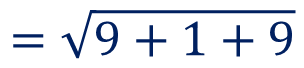 = √9 + 1 + 9